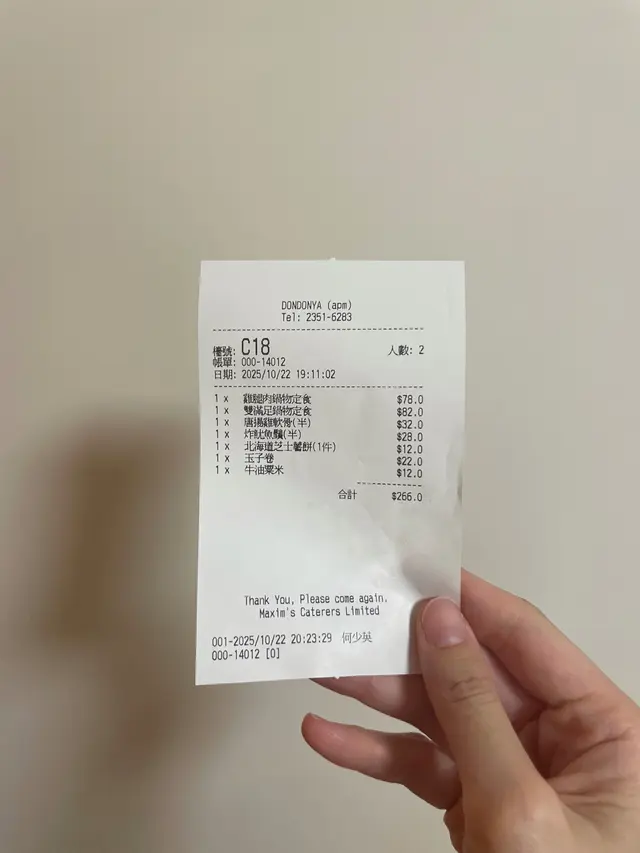 DONDONYA (apm)
Tel: 2351-6283
檯號: C18 人數: 2
帳單: 000-14012
日期: 2025/10/22 19:11:02
1 x 雞腿肉鍋物定食 $78.0
1 x 雙滿足鍋物定食 $82.0
1 x 唐揚雞軟骨(半) $32.0
1 x 炸魷魚鬚(半) $28.0
1 x 北海道芝士薯餅(1件) $12.0
1 x 玉子卷 $22.0
1 x 牛油粟米 $12.0
合計 $266.0
Thank You, Please come again.
Maxim's Caterers Limited
001-2025/10/22 20:23:29 何少英
000-14012 [0]